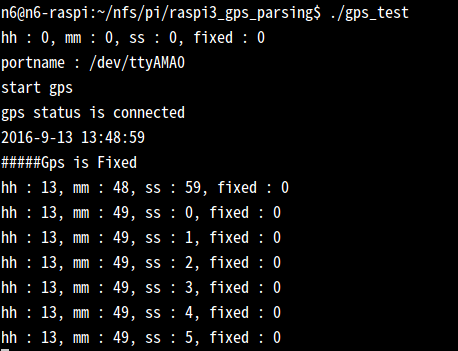 n6@n6-raspi:~/nfs/pi/raspi3_gps_parsing$ ./gps_test
hh : 0, mm : 0, ss : 0, fixed : 0
portname : /dev/ttyAMA0
start gps
gps status is connected
2016-9-13 13:48:59
#####Gps is Fixed
hh : 13, mm : 48, ss : 59, fixed : 0
hh : 13, mm : 49, ss : 0, fixed : 0
hh : 13, mm : 49, ss : 1, fixed : 0
hh : 13, mm : 49, ss : 2, fixed : 0
hh : 13, mm : 49, ss : 3, fixed : 0
hh : 13, mm : 49, ss : 4, fixed : 0
hh : 13, mm : 49, ss : 5, fixed : 0